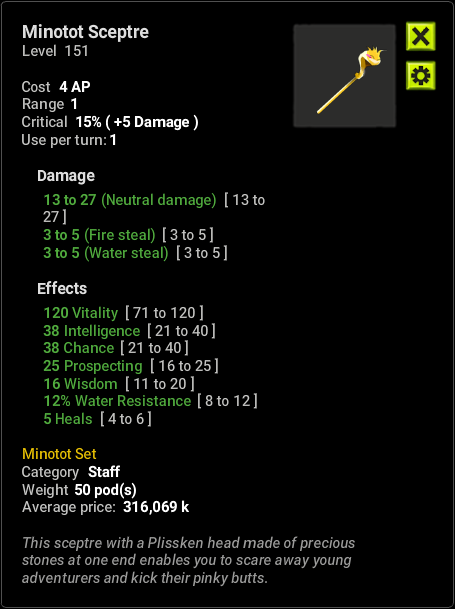 Minotot Sceptre
Level 151
Cost 4 AP
Range 1
Critical 15% ( +5 Damage )
Use per turn: 1
Damage
13 to 27 (Neutral damage) [ 13 to
27 ]
3 to 5 (Fire steal) [ 3 to 5 ]
3 to 5 (Water steal) [ 3 to 5 ]
Effects
120 Vitality [ 71 to 120 ]
38 Intelligence [ 21 to 40 ]
38 Chance [ 21 to 40 ]
25 Prospecting [ 16 to 25 ]
16 Wisdom [ 11 to 20 ]
12% Water Resistance [ 8 to 12 ]
5 Heals [ 4 to 6 ]
Minotot Set
Category Staff
Weight 50 pod(s)
Average price: 316,069 k
This sceptre with a Plissken head made of precious
stones at one end enables you to scare away young
adventurers and kick their pinky butts.